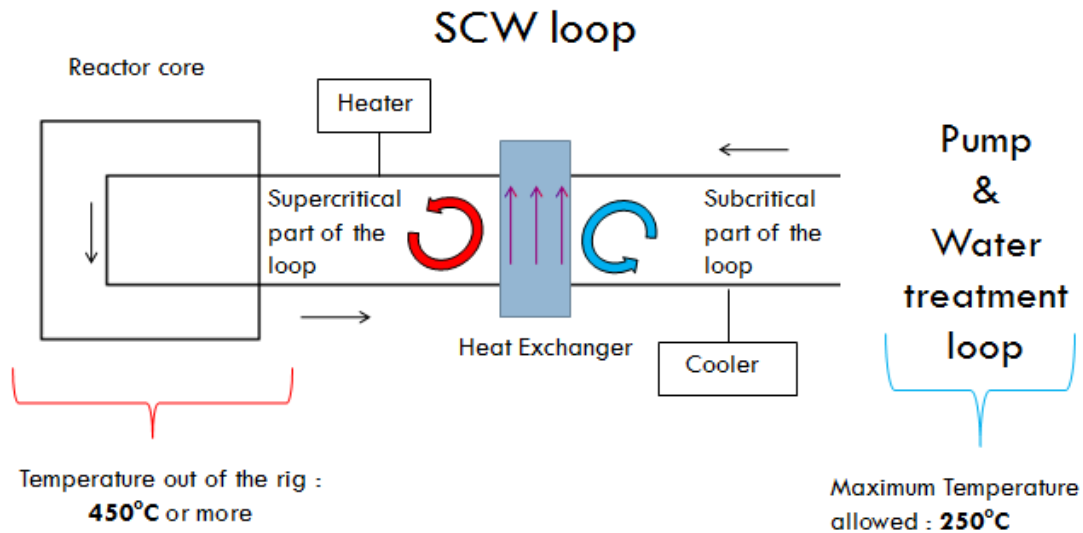 SCW loop
Reactor core
Heater
Pump
&
Water
treatment
loop
Supercritical
part of the
loop
Subcritical
part of the
loop
Heat Exchanger
Cooler
Temperature out of the rig :
450°C or more
Maximum Temperature
allowed : 250°C